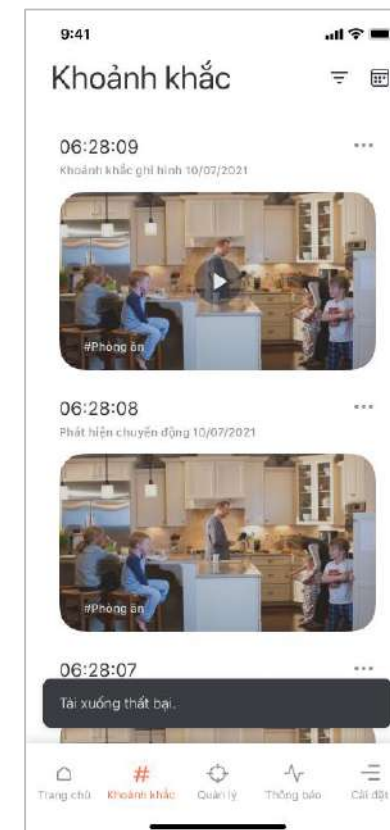 9:41
Khoảnh khắc
06:28:09
Khoảnh khắc ghi hình 10/07/2021
#Phòng ăn
06:28:08
Phát hiện chuyển động 10/07/2021
#Phòng ăn
06:28:07
Tải xuống thất bại.
Trang chủ Khoảnh khắc Quản lý Thông báo Cài đặt